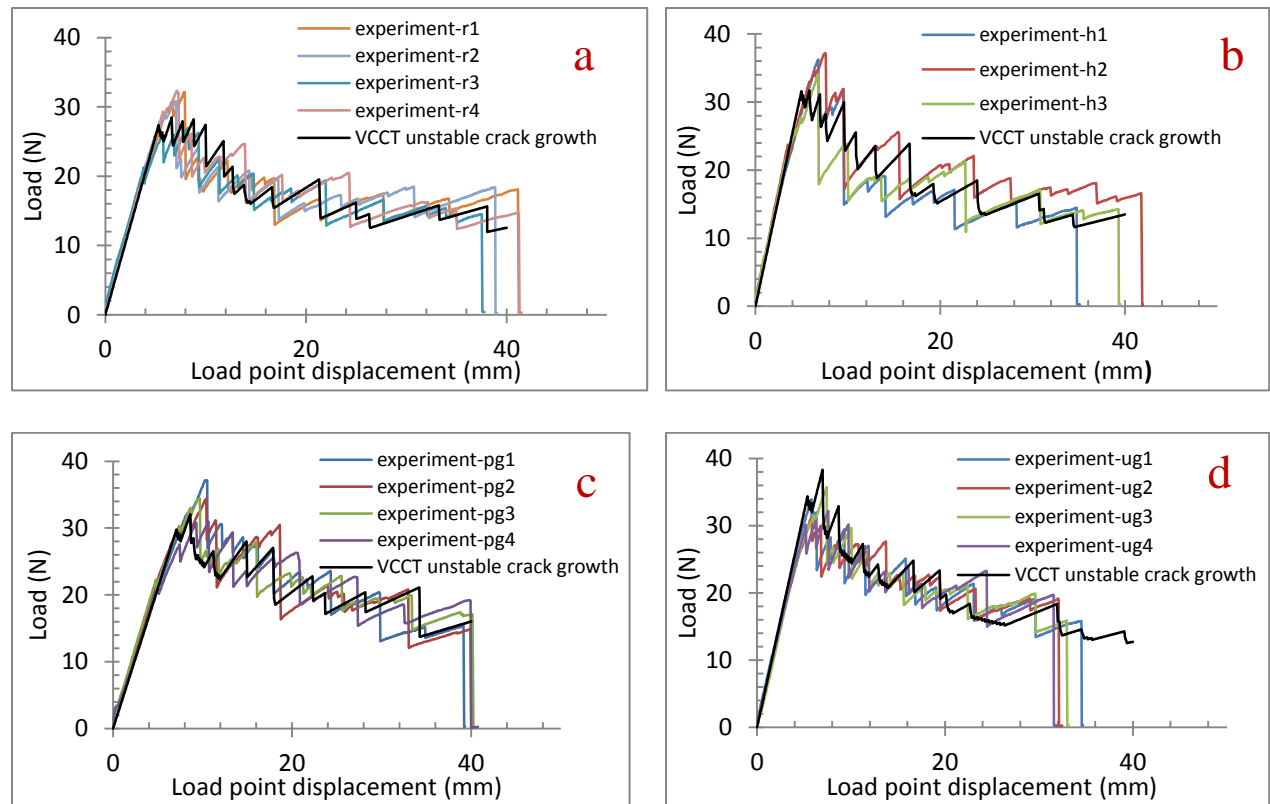 a
experiment-r1
experiment-r2
experiment-r3
experiment-r4
VCCT unstable crack growth
40
30
20
10
0
Load (N)
0 20 40
Load point displacement (mm)
b
experiment-h1
experiment-h2
experiment-h3
VCCT unstable crack growth
40
30
20
10
0
Load (N)
0 20 40
Load point displacement (mm)
c
experiment-pg1
experiment-pg2
experiment-pg3
experiment-pg4
VCCT unstable crack growth
40
30
20
10
0
Load (N)
0 20 40
Load point displacement (mm)
d
experiment-ug1
experiment-ug2
experiment-ug3
experiment-ug4
VCCT unstable crack growth
40
30
20
10
0
Load (N)
0 20 40
Load point displacement (mm)